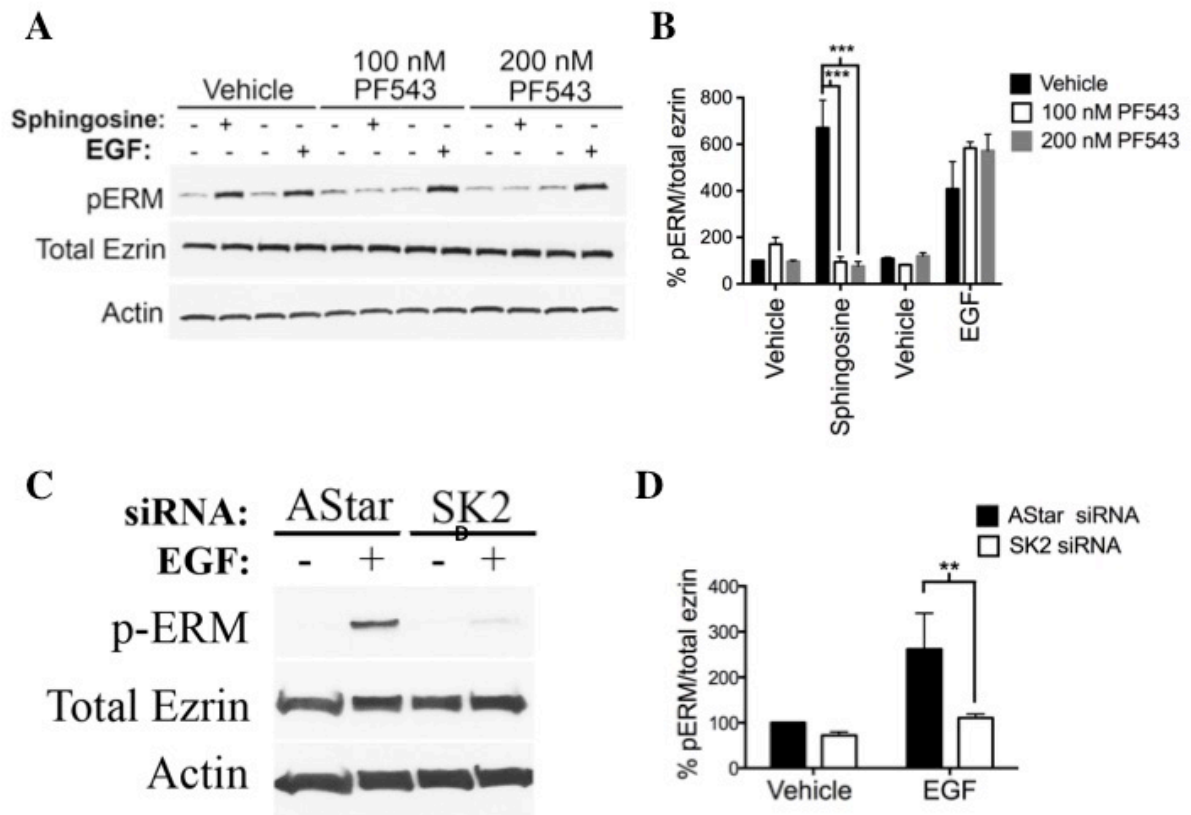 A
Vehicle 100 nM PF543 200 nM PF543
Sphingosine: - + - - - + - - - + - -
EGF: - - - + - - - + - - - +
pERM
Total Ezrin
Actin
B
*** 
***
Vehicle
100 nM PF543
200 nM PF543
% pERM/total ezrin
800
600
400
200
0
Vehicle
Sphingosine
Vehicle
EGF
C
siRNA: AStar SK2
D
EGF: - + - +
p-ERM
Total Ezrin
Actin
D
AStar siRNA
SK2 siRNA
**
% pERM/total ezrin
400
300
200
100
0
Vehicle EGF